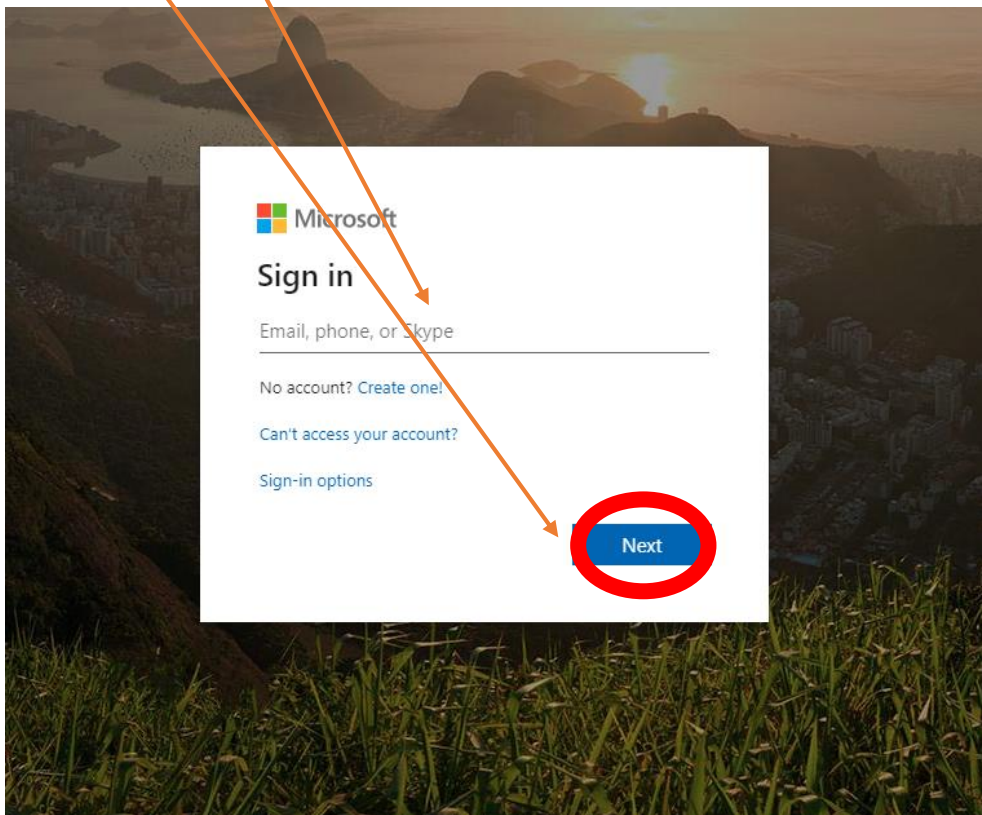 Microsoft
Sign in
Email, phone, or Skype
No account? Create one!
Can't access your account?
Sign-in options
Next